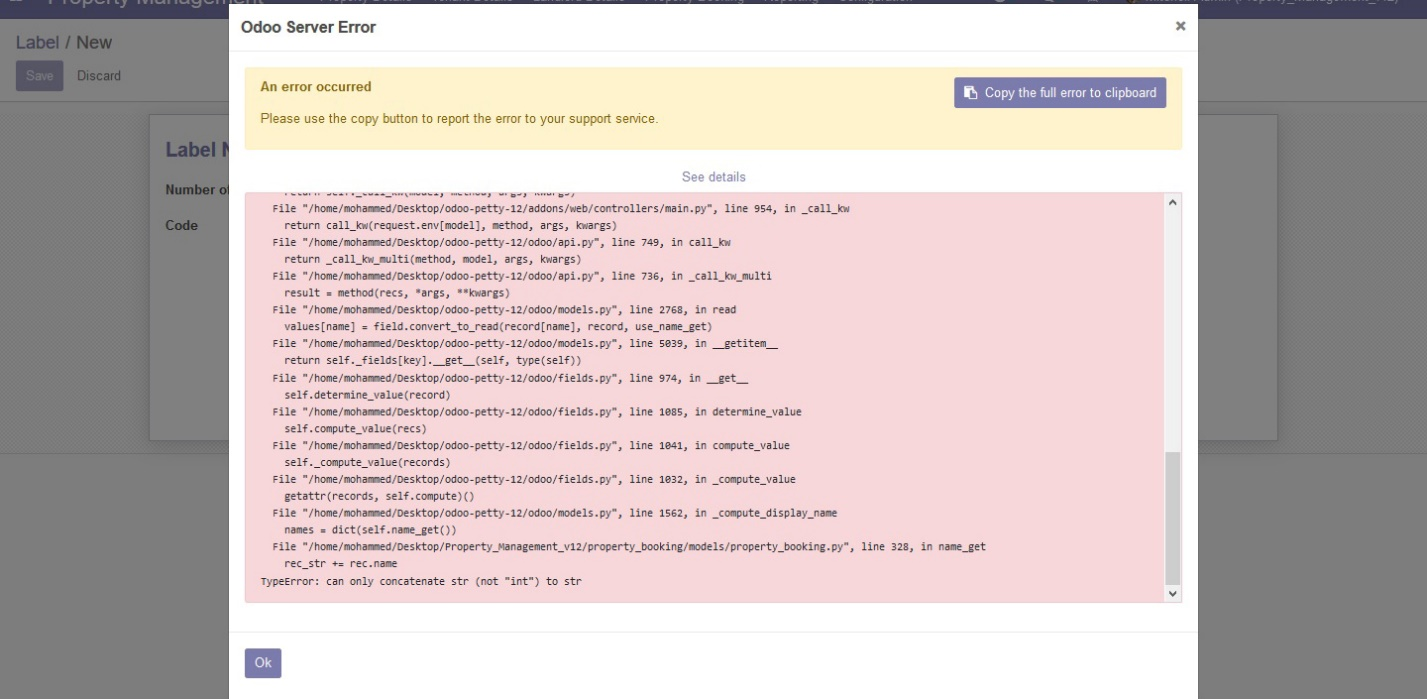 Property Management
Odoo Server Error
×
Label / New
Save
Discard
An error occurred
Copy the full error to clipboard
Please use the copy button to report the error to your support service.
See details
Label
Number of
Code
return self._call_kw(model, method, args, kwargs)
File "/home/mohammed/Desktop/odoo-petty-12/addons/web/controllers/main.py", line 954, in _call_kw
return call_kw(request.env[model], method, args, kwargs)
File "/home/mohammed/Desktop/odoo-petty-12/odoo/api.py", line 749, in call_kw
return _call_kw_multi(method, model, args, kwargs)
File "/home/mohammed/Desktop/odoo-petty-12/odoo/api.py", line 736, in _call_kw_multi
result = method(recs, *args, **kwargs)
File "/home/mohammed/Desktop/odoo-petty-12/odoo/models.py", line 2768, in read
values[name] = field.convert_to_read(record[name], record, use_name_get)
File "/home/mohammed/Desktop/odoo-petty-12/odoo/models.py", line 5039, in __getitem__
return self._fields[key].__get__(self, type(self))
File "/home/mohammed/Desktop/odoo-petty-12/odoo/fields.py", line 974, in __get__
self.determine_value(record)
File "/home/mohammed/Desktop/odoo-petty-12/odoo/fields.py", line 1085, in determine_value
self.compute_value(recs)
File "/home/mohammed/Desktop/odoo-petty-12/odoo/fields.py", line 1041, in compute_value
self._compute_value(records)
File "/home/mohammed/Desktop/odoo-petty-12/odoo/fields.py", line 1032, in _compute_value
getattr(records, self.compute)()
File "/home/mohammed/Desktop/odoo-petty-12/odoo/models.py", line 1562, in _compute_display_name
names = dict(self.name_get())
File "/home/mohammed/Desktop/Property_Management_v12/property_booking/models/property_booking.py", line 328, in name_get
rec_str += rec.name
TypeError: can only concatenate str (not "int") to str
Ok